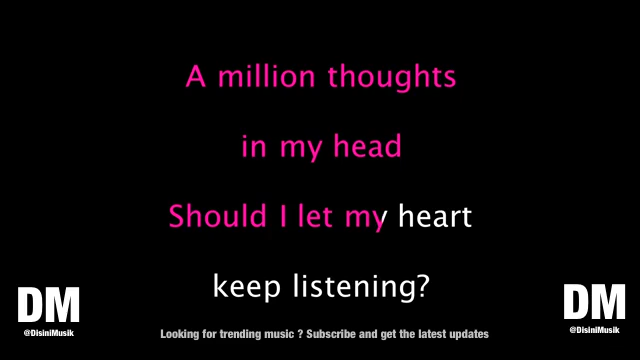 A million thoughts
in my head
Should I let my heart
keep listening?
DM
@DisiniMusik
DM
@DisiniMusik
Looking for trending music ? Subscribe and get the latest updates